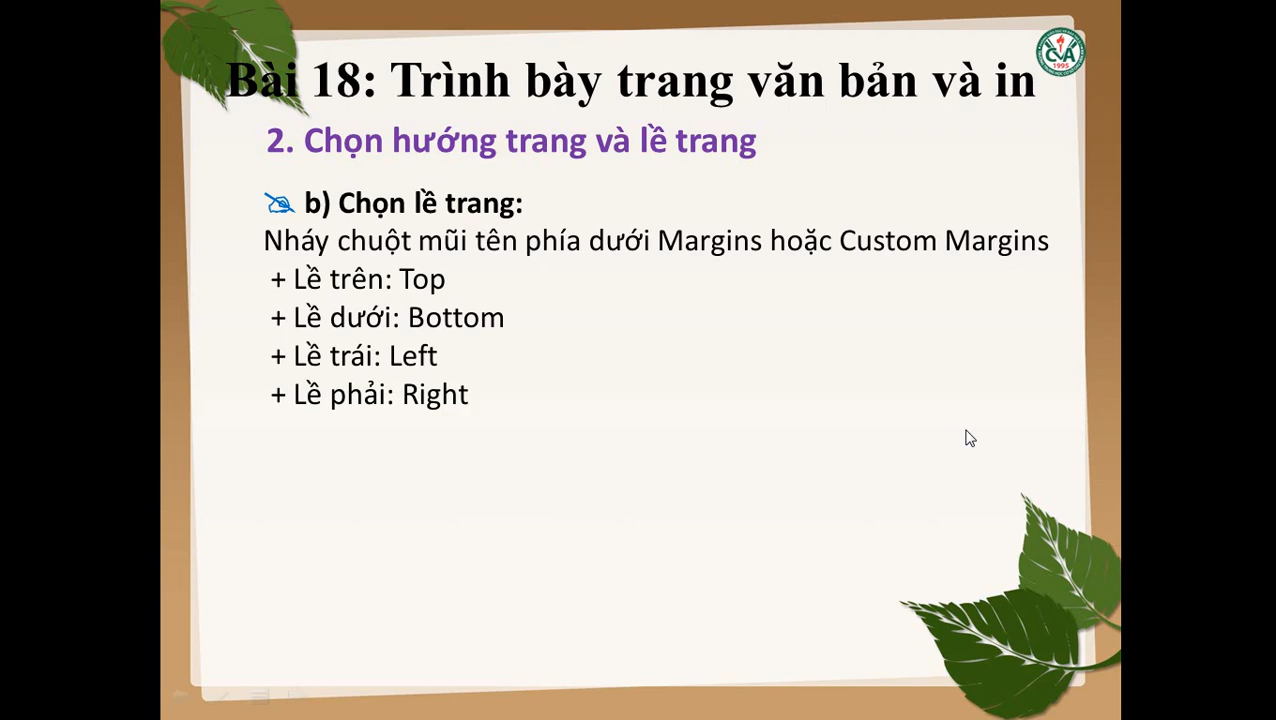 Bài 18: Trình bày trang văn bản và in
CVA
1995
2. Chọn hướng trang và lề trang
b) Chọn lề trang:
Nháy chuột mũi tên phía dưới Margins hoặc Custom Margins
+ Lề trên: Top
+ Lề dưới: Bottom
+ Lề trái: Left
+ Lề phải: Right